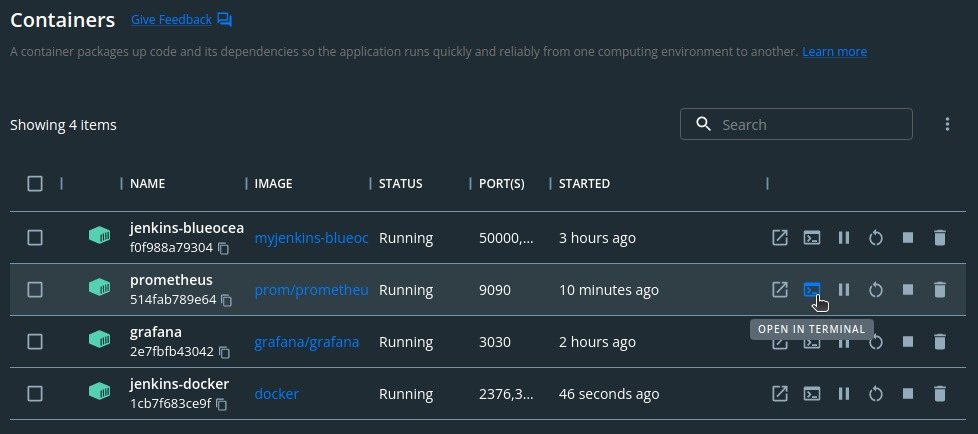 Containers Give Feedback
A container packages up code and its dependencies so the application runs quickly and reliably from one computing environment to another. Learn more
Showing 4 items
Search
NAME IMAGE STATUS PORT(S) STARTED
jenkins-blueocea myjenkins-blueoc Running 50000,... 3 hours ago
f0f988a79304
prometheus prom/prometheu Running 9090 10 minutes ago
514fab789e64
OPEN IN TERMINAL
grafana grafana/grafana Running 3030 2 hours ago
2e7fbfb43042
jenkins-docker docker Running 2376,3... 46 seconds ago
1cb7f683ce9f